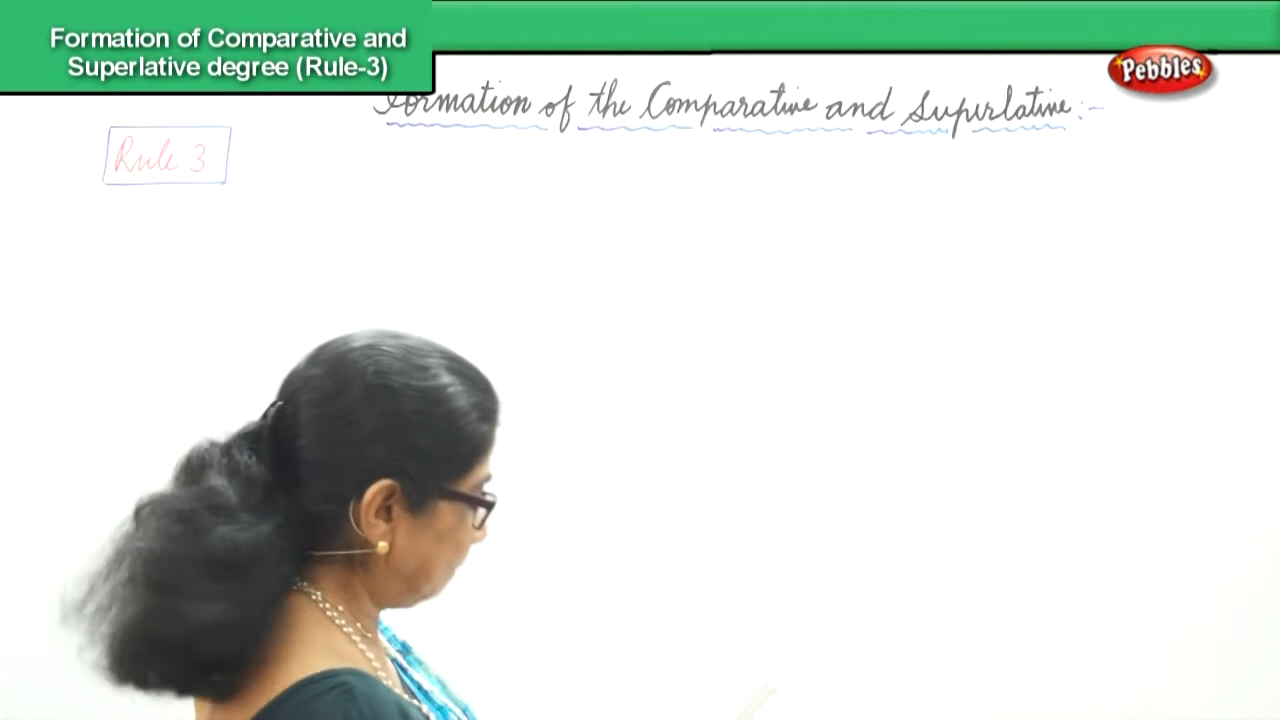 Formation of Comparative and
Superlative degree (Rule-3)
Pebbles
Formation of the Comparative and Superlative:-
Rule 3